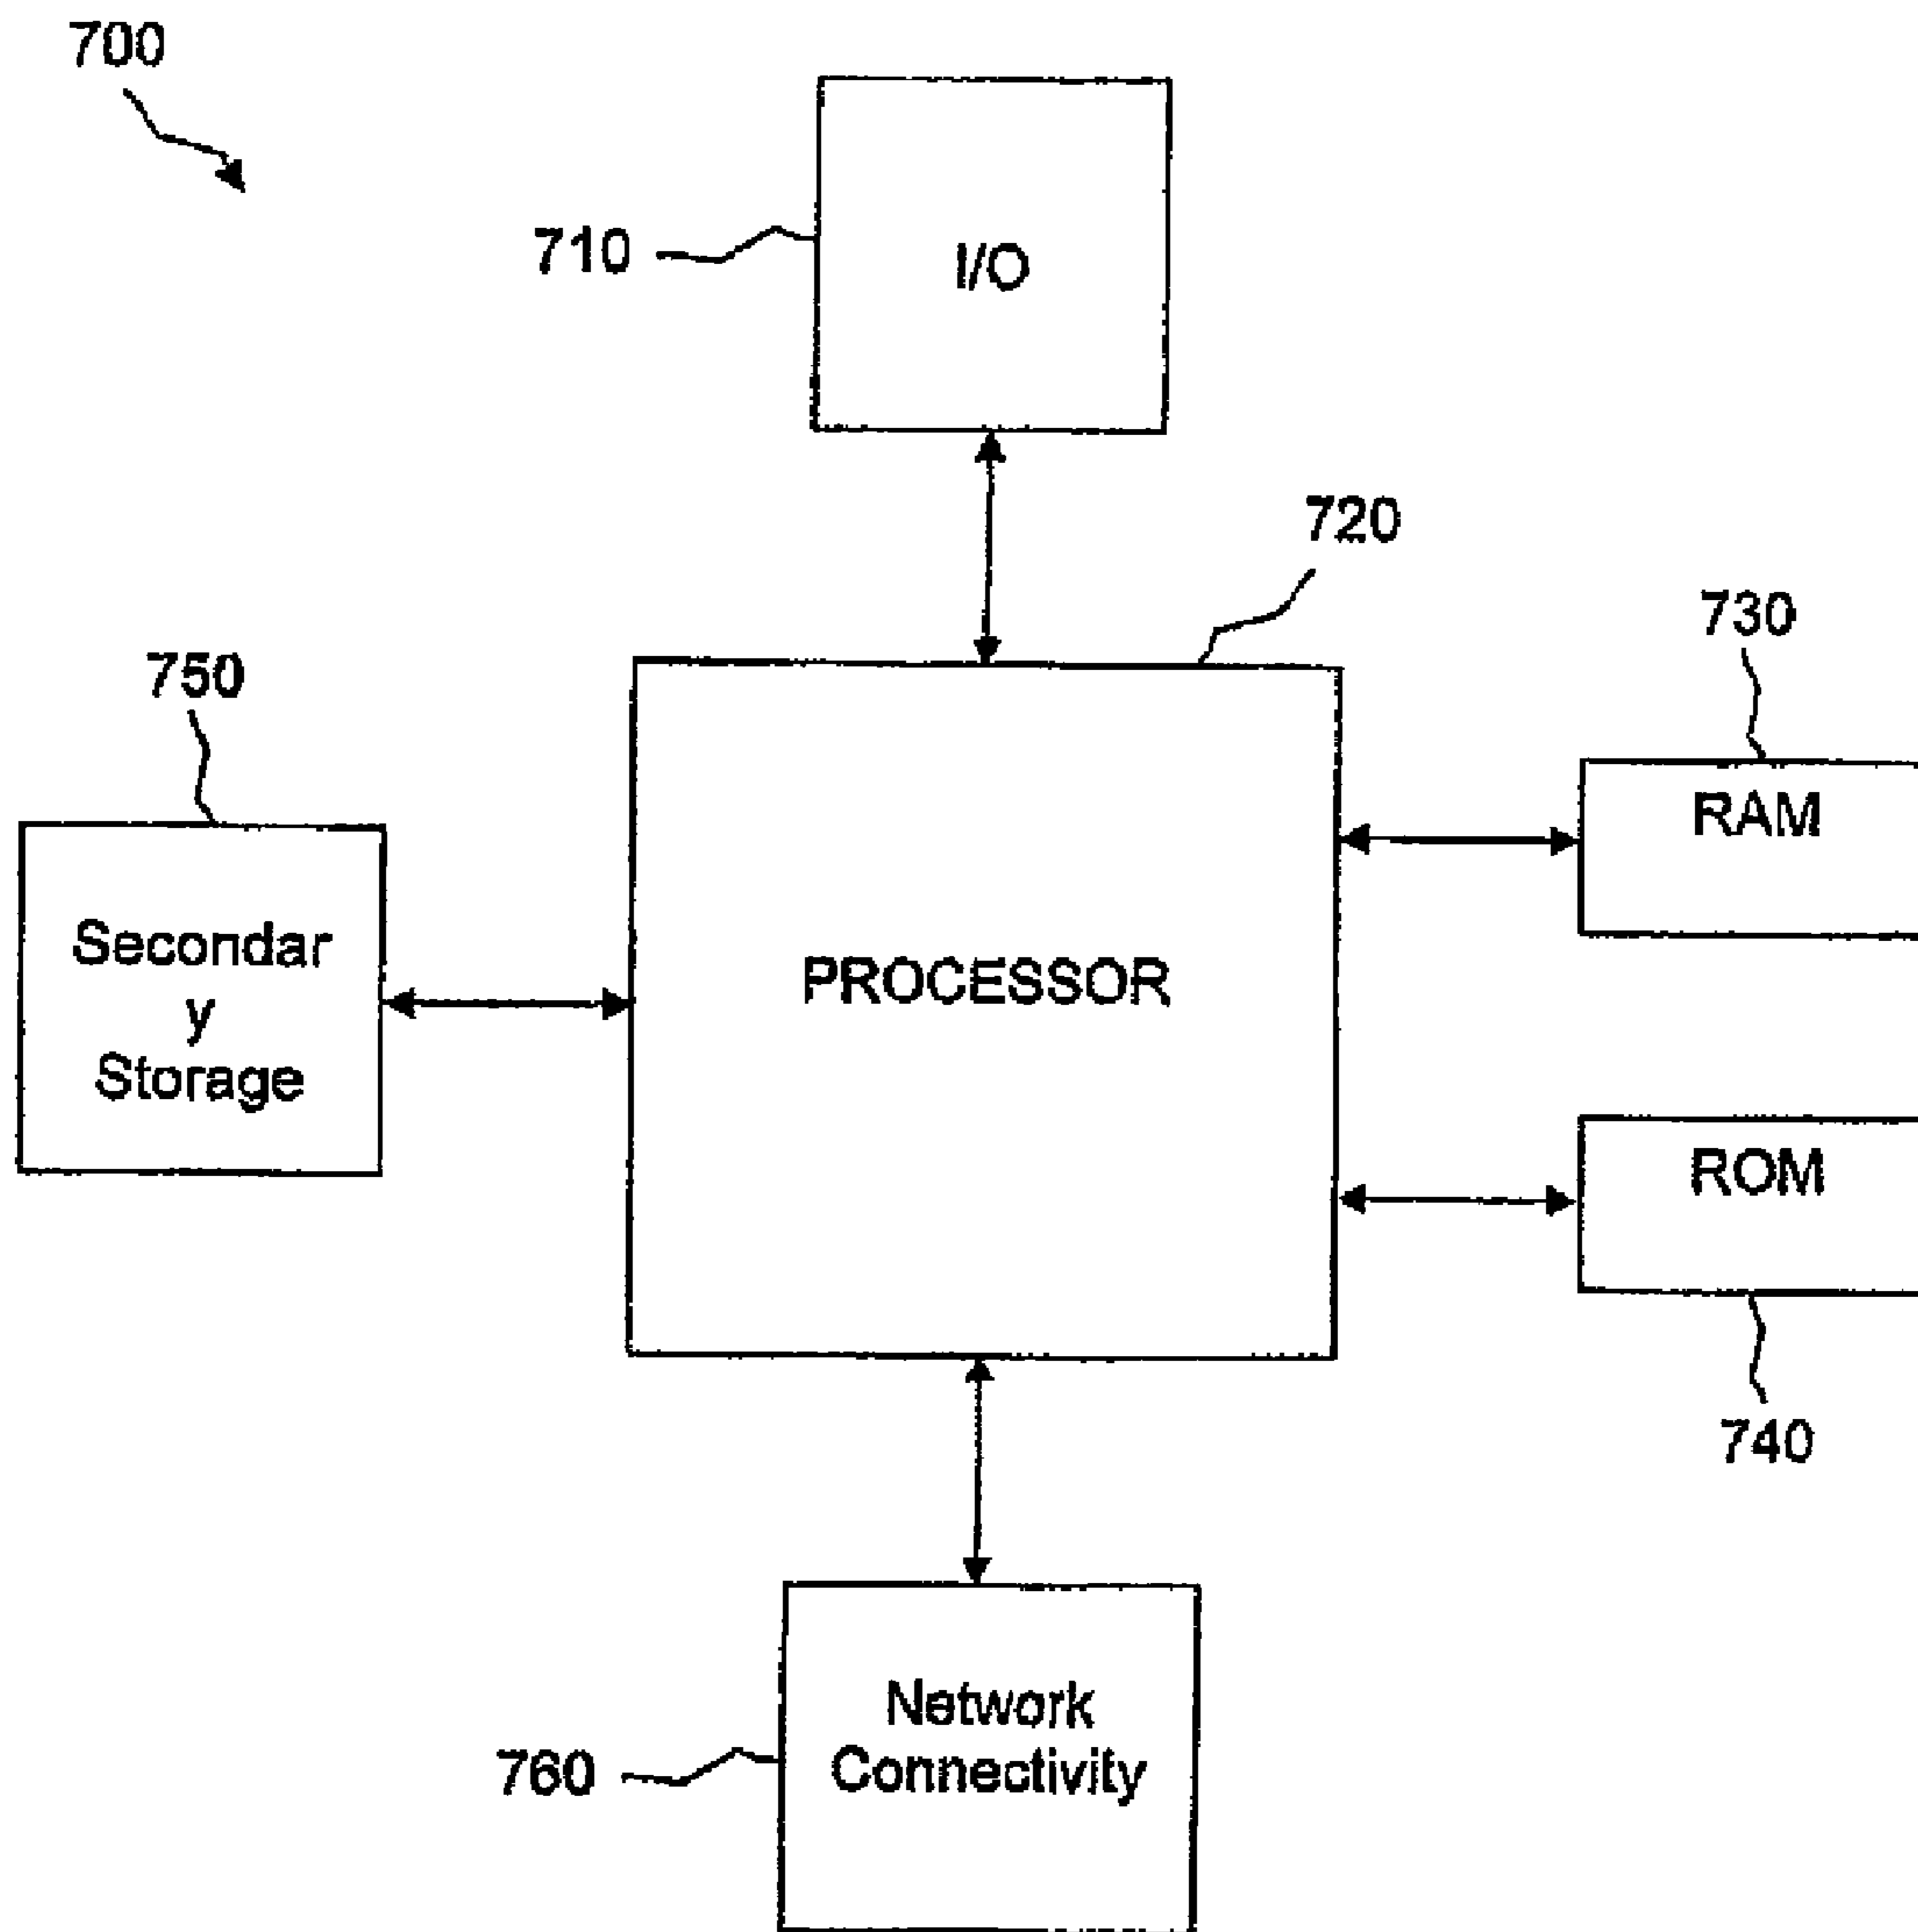 700
710
I/O
720
730
750
RAM
Secondar
y
Storage
PROCESSOR
ROM
740
Network
Connectivity
760